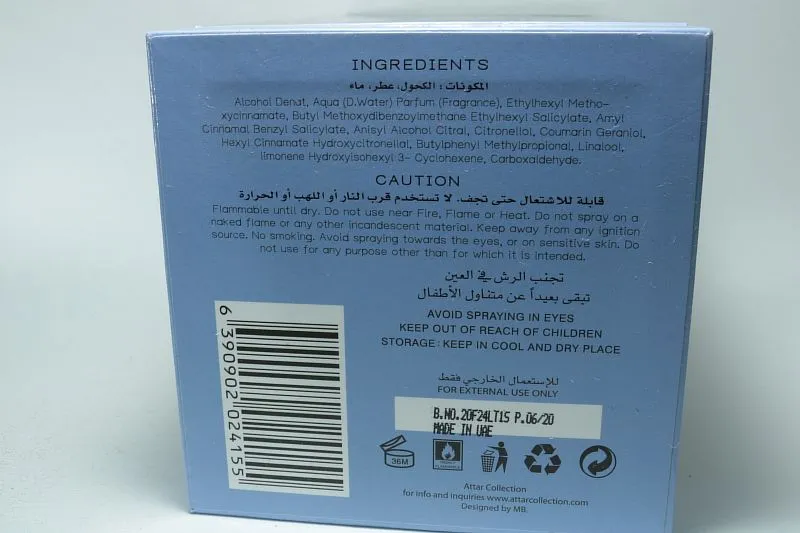 INGREDIENTS
المكونات : الكحول، عطر، ماء
Alcohol Denat, Aqua (D.Water) Parfum (Fragrance), Ethylhexyl Metho-
xycinnamate, Butyl Methoxydibenzoylmethane Ethylhexyl Salicylate, Amyl
Cinnamal Benzyl Salicylate, Anisyl Alcohol Citral, Citronellol, Coumarin Geraniol,
Hexyl Cinnamate Hydroxycitronellal, Butylphenyl Methylpropional, Linalool,
limonene Hydroxyisohexyl 3- Cyclohexene, Carboxaldehyde.
CAUTION
قابلة للاشتعال حتى تجف. لا تستخدم قرب النار أو اللهب أو الحرارة
Flammable until dry. Do not use near Fire, Flame or Heat. Do not spray on a
naked flame or any other incandescent material. Keep away from any ignition
source. No smoking. Avoid spraying towards the eyes, or on sensitive skin. Do
not use for any purpose other than for which it is intended.
تجنب الرش في العين
تبقى بعيداً عن متناول الأطفال
AVOID SPRAYING IN EYES
KEEP OUT OF REACH OF CHILDREN
STORAGE: KEEP IN COOL AND DRY PLACE
للإستعمال الخارجي فقط
FOR EXTERNAL USE ONLY
B.NO.20F24LT15 P.06/20
MADE IN UAE
6 390902 024155
36M
HIGHLY
FLAMMABLE
Attar Collection
for info and inquiries www.attarcollection.com
Designed by MB.